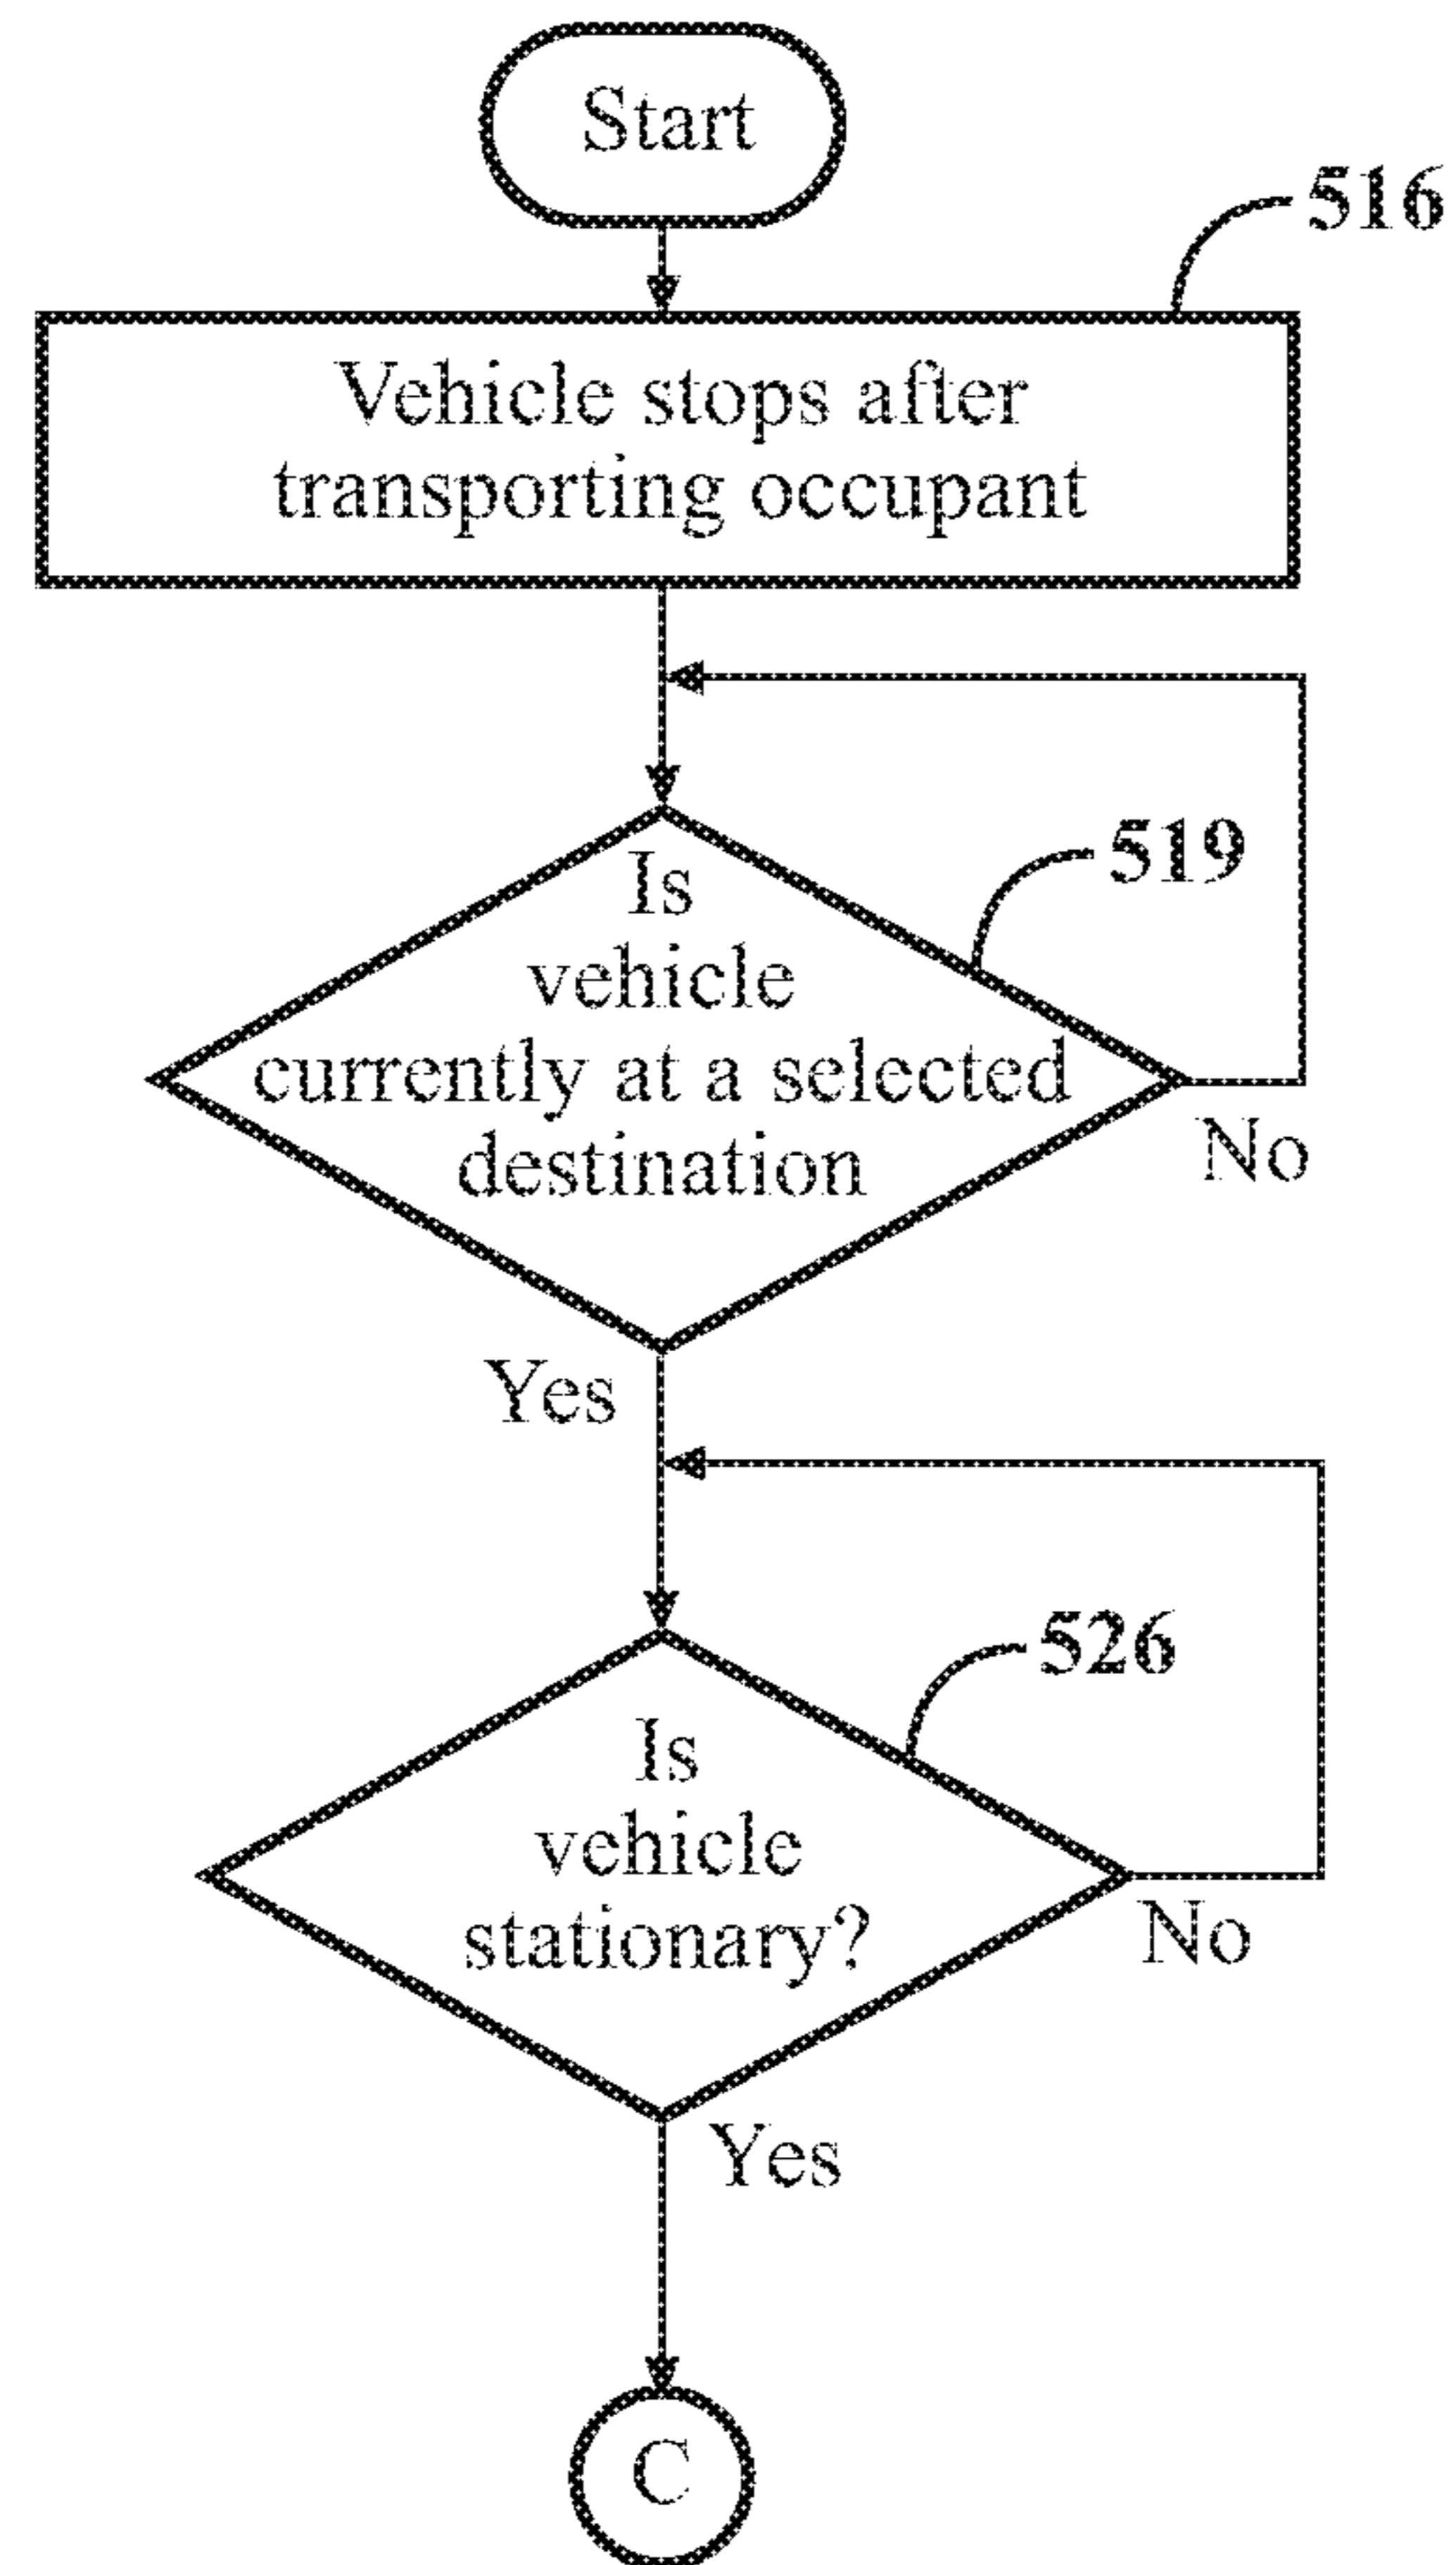 Start
516
Vehicle stops after
transporting occupant
519
Is
vehicle
currently at a selected
destination
No
Yes
526
Is
vehicle
stationary?
No
Yes
C